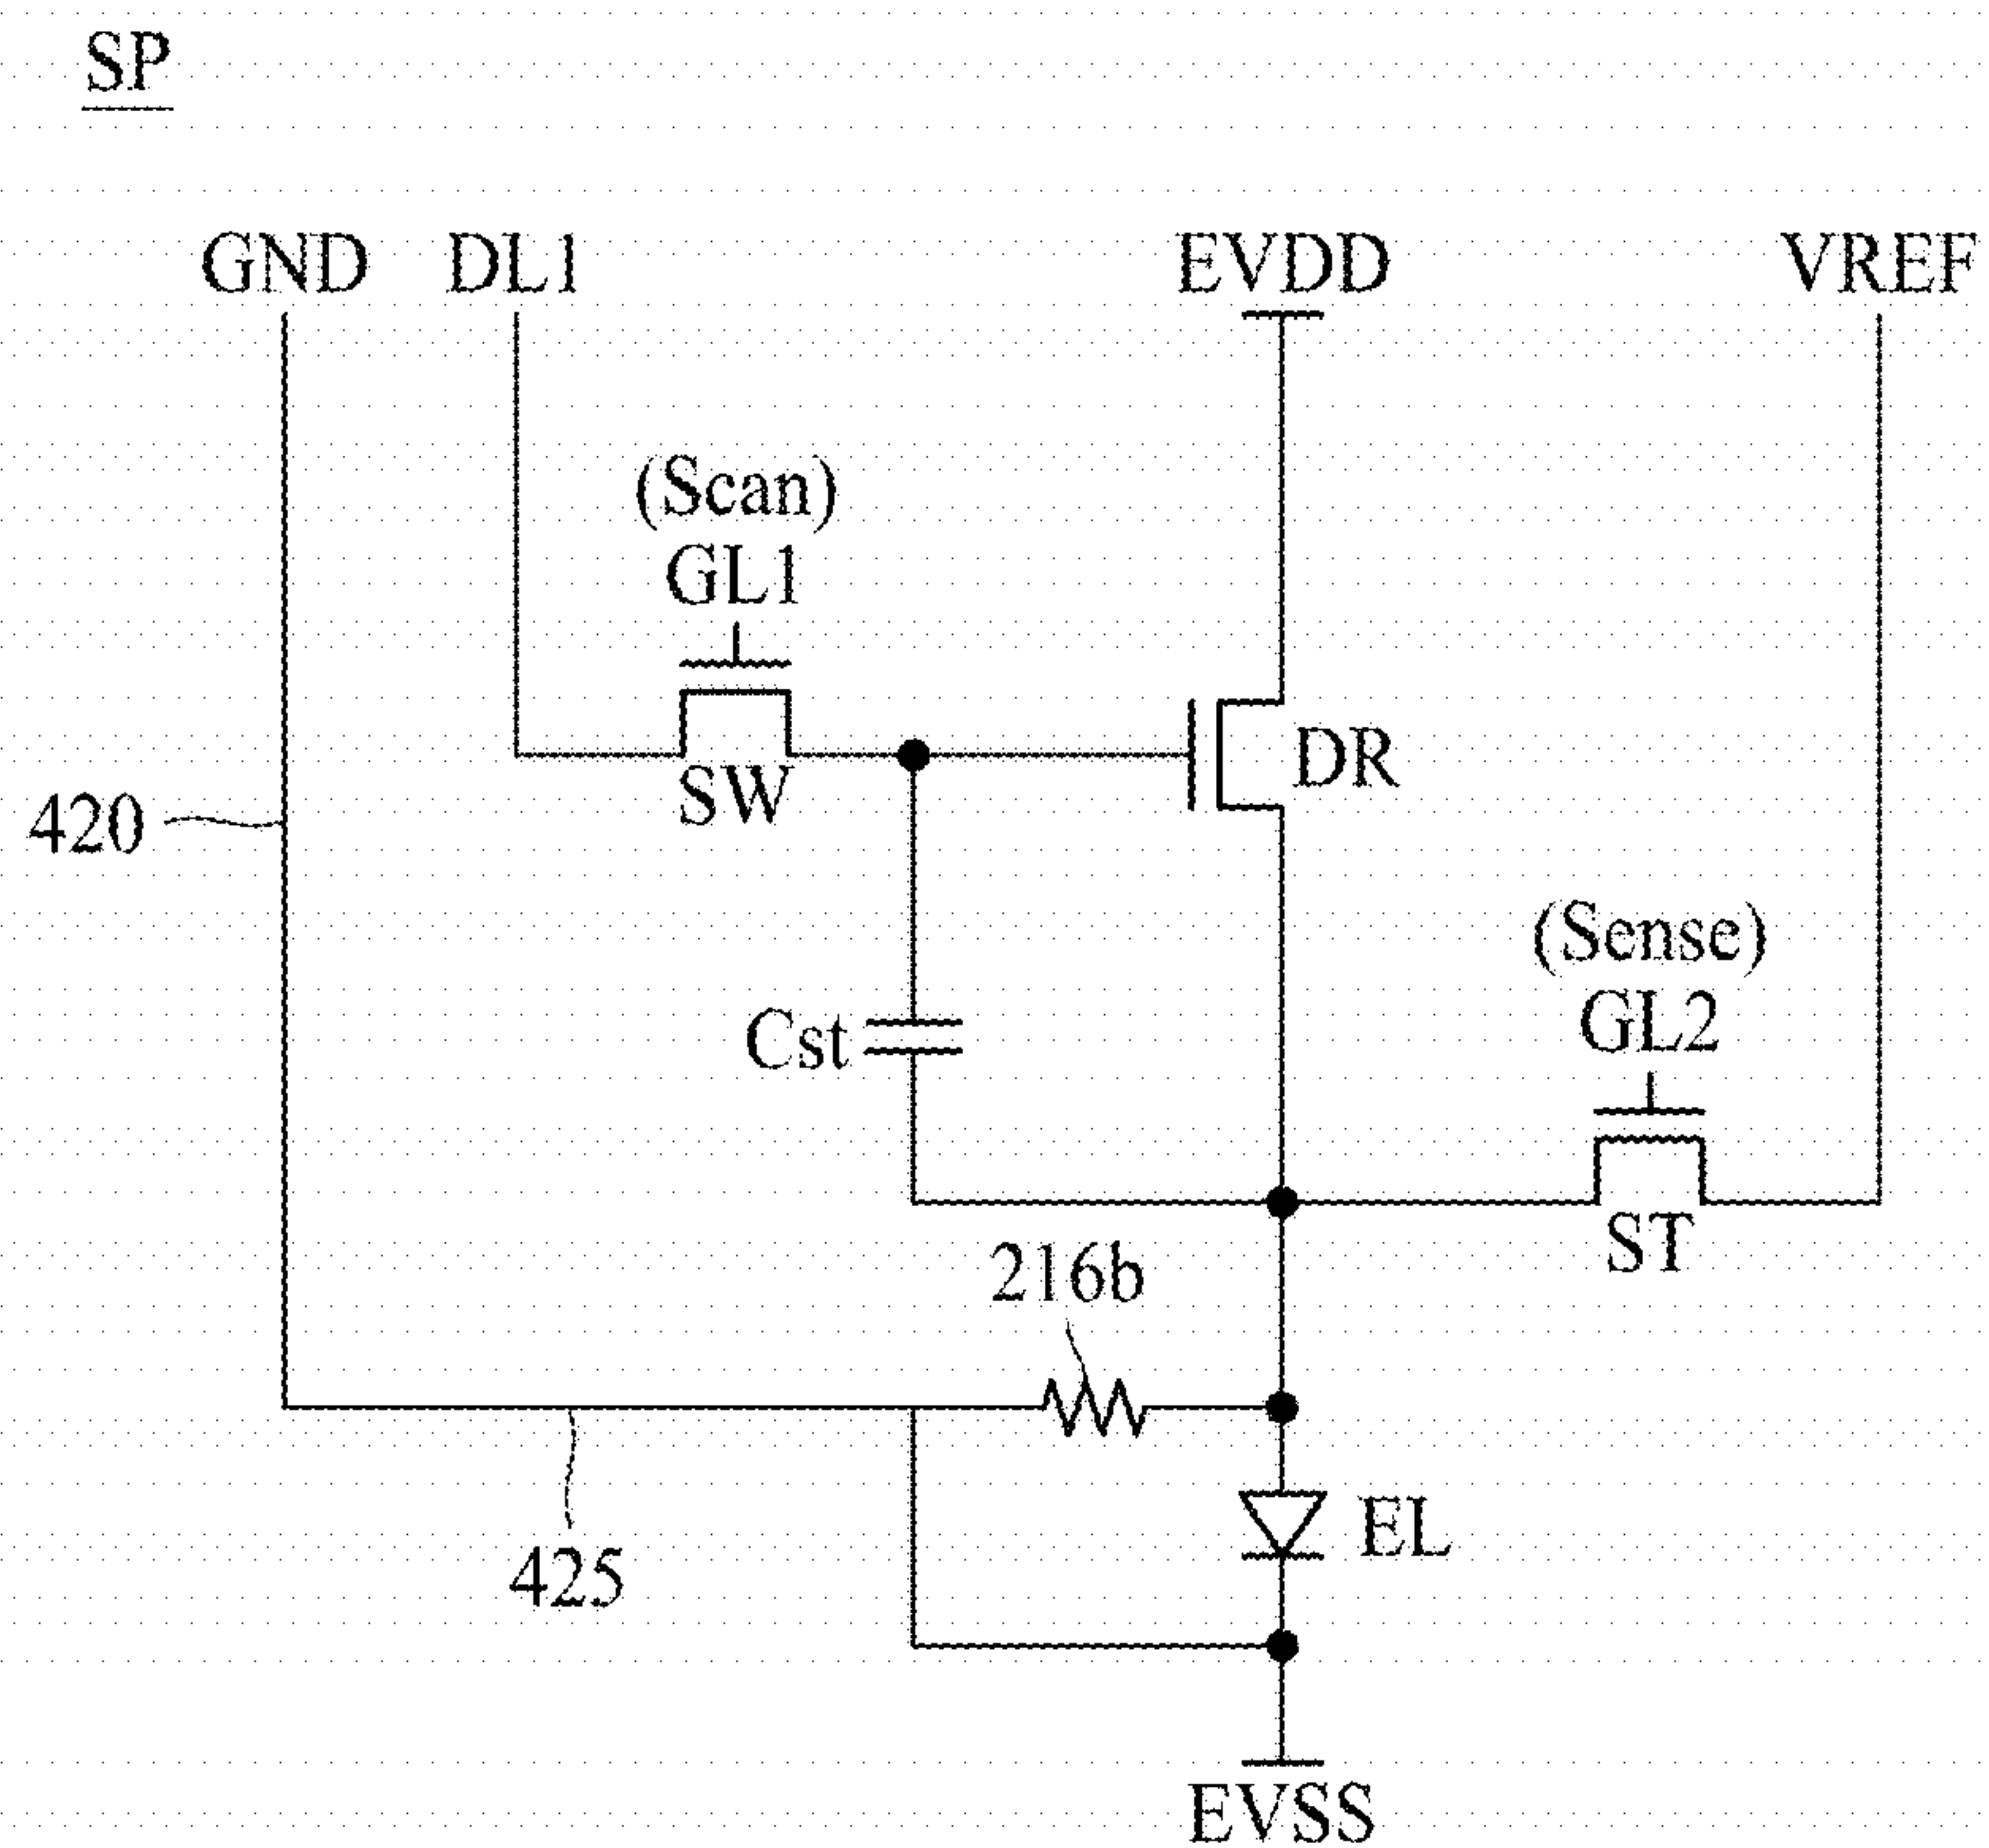 SP
GND
DL1
EVDD
VREF
(Scan)
GL1
SW
DR
420
(Sense)
GL2
Cst
ST
216b
EL
425
EVSS